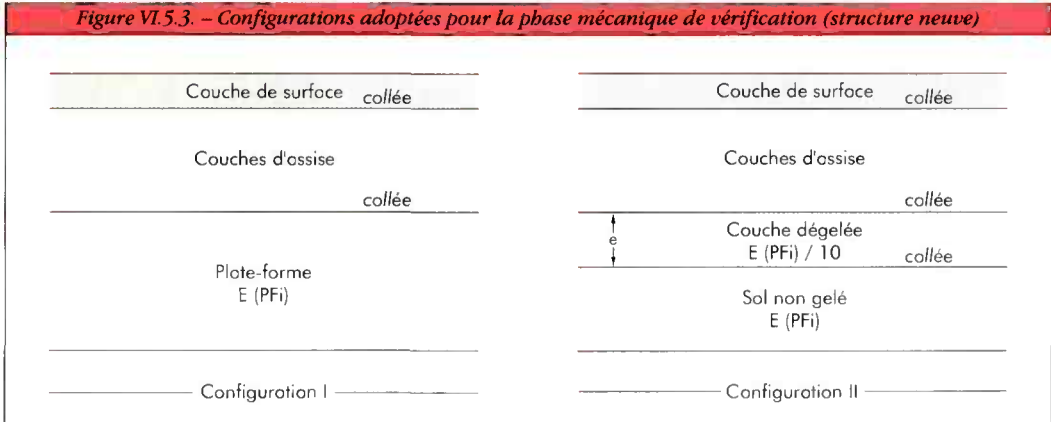 Figure VI.5.3. – Configurations adoptées pour la phase mécanique de vérification (structure neuve)
Couche de surface collée
Couches d'assise
collée
Plate-forme
E (PFi)
Configuration I
Couche de surface collée
Couches d'assise
collée
e
Couche dégelée
E (PFi) / 10 collée
Sol non gelé
E (PFi)
Configuration II